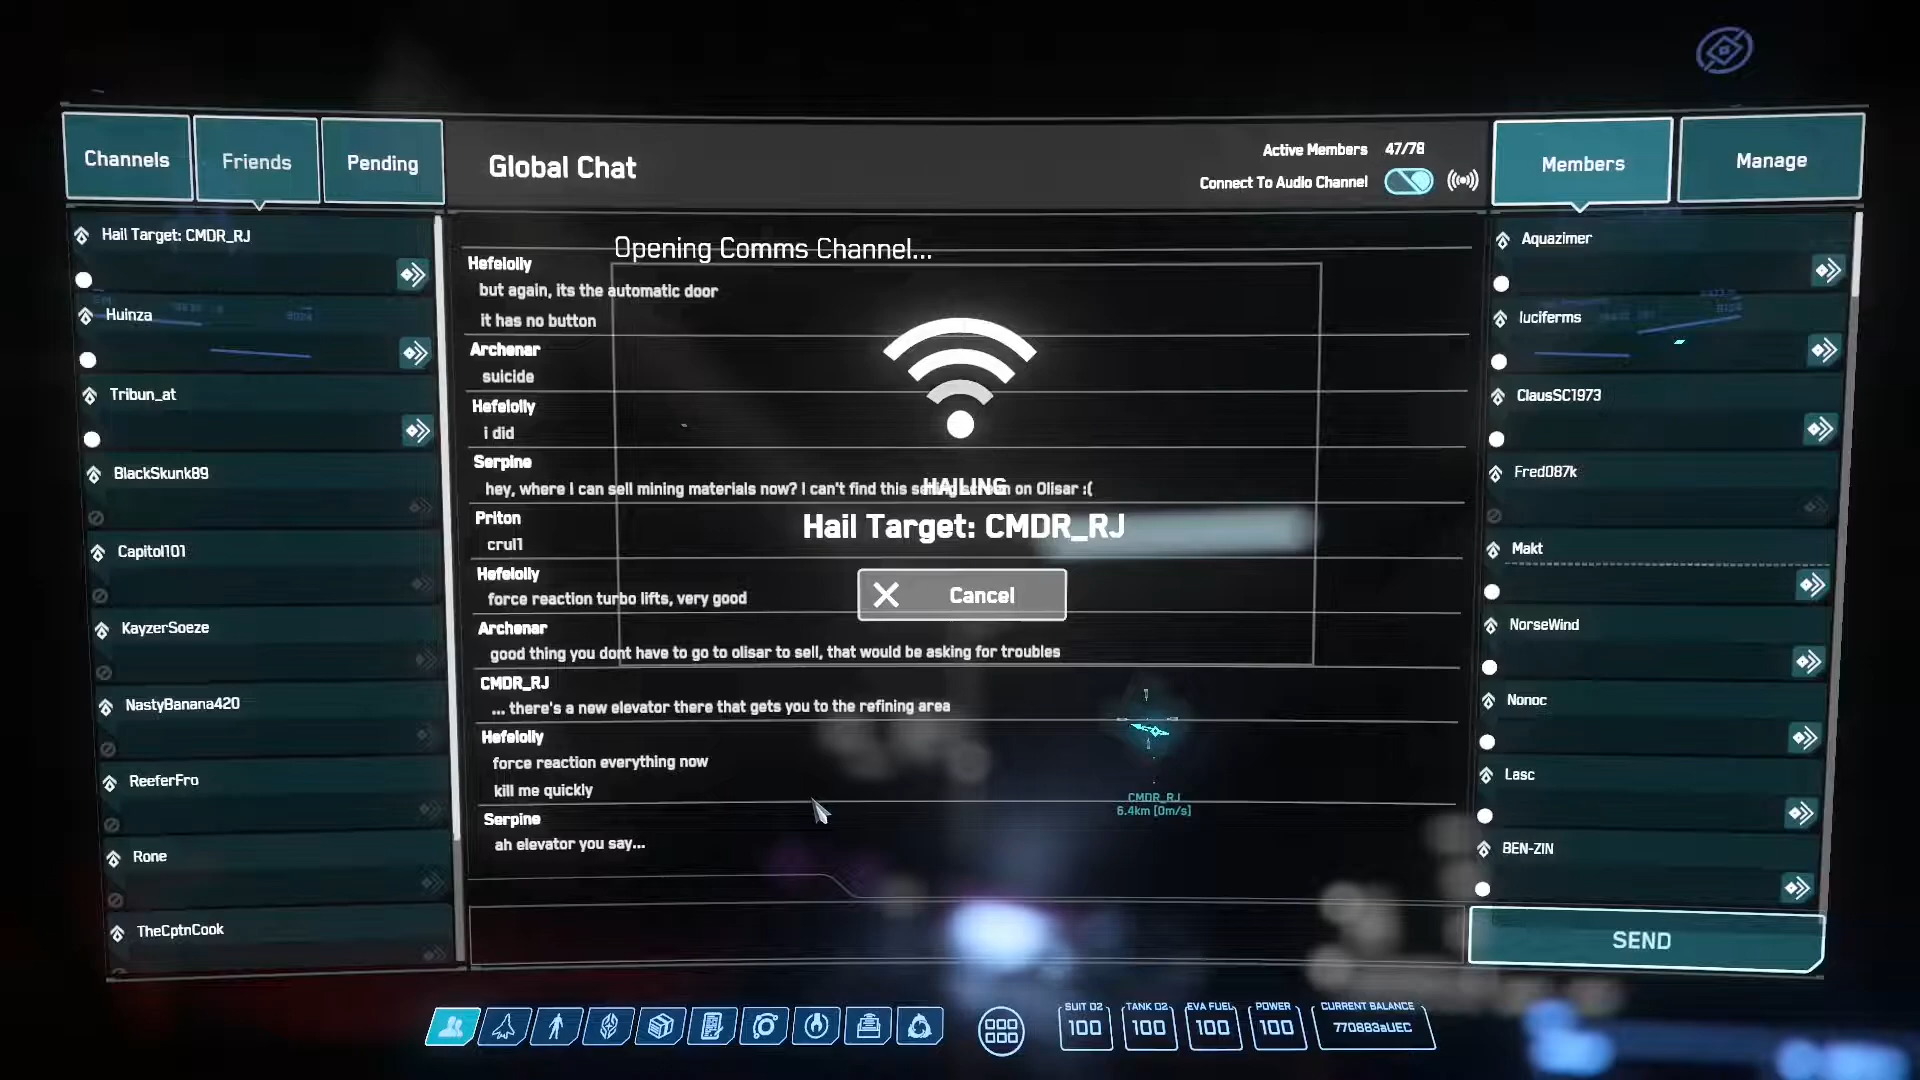 Channels
Friends
Pending
Global Chat
Active Members 47/78
Connect To Audio Channel
Members
Manage
Hail Target: CMDR_RJ
Huinza
Tribun_at
BlackSkunk89
Capitol101
KayzerSoeze
NastyBanana420
ReeferFro
Rone
TheCptnCook
Opening Comms Channel...
Hefelolly
but again, its the automatic door
it has no button
Archenar
suicide
Hefelolly
i did
Serpine
hey, where I can sell mining materials now? I can't find this on Olisar :(
HAILING
Hail Target: CMDR_RJ
Cancel
Priton
cru11
Hefelolly
force reaction turbo lifts, very good
Archenar
good thing you dont have to go to olisar to sell, that would be asking for troubles
CMDR_RJ
... there's a new elevator there that gets you to the refining area
Hefelolly
force reaction everything now
kill me quickly
Serpine
ah elevator you say...
CMDR_RJ
6.4km [0m/s]
Aquazimer
luciferms
ClausSC1973
Fred087k
Makt
NorseWind
Nonoc
Lasc
BEN-ZIN
SEND
SUIT O2
100
TANK O2
100
EVA FUEL
100
POWER
100
CURRENT BALANCE
770883aUEC